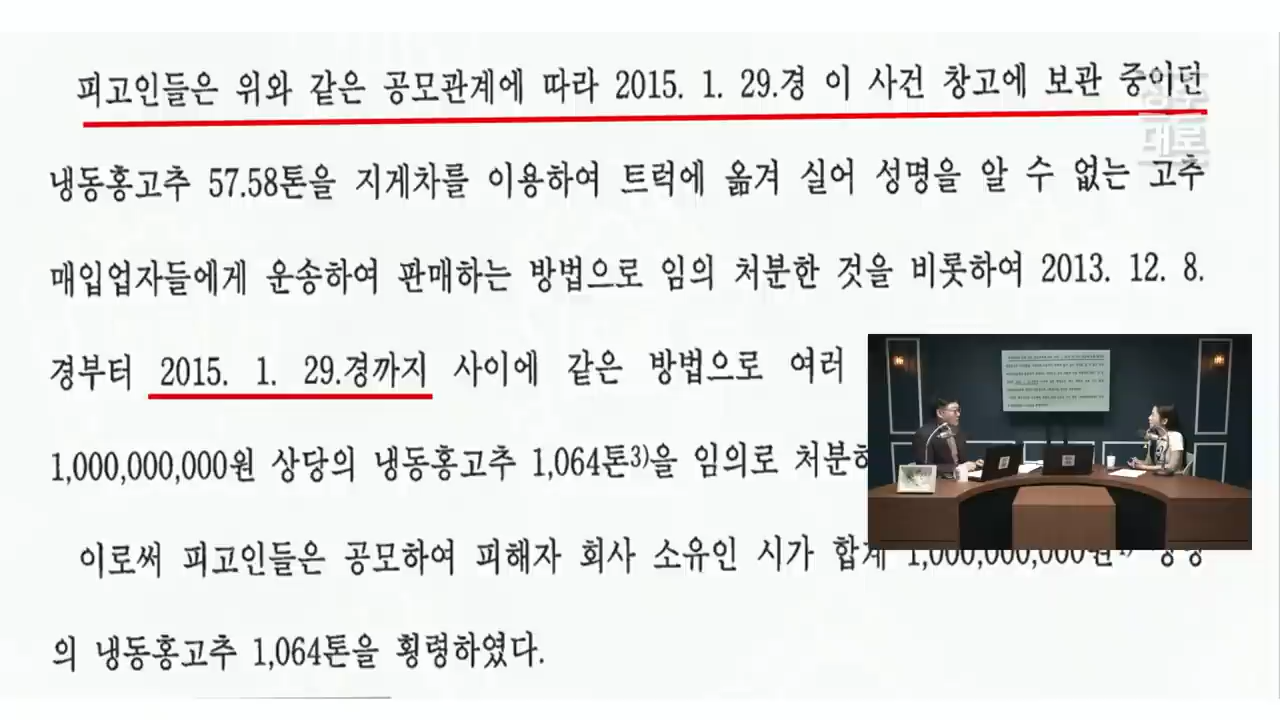 피고인들은 위와 같은 공모관계에 따라 2015. 1. 29.경 이 사건 창고에 보관 중이던
냉동홍고추 57.58톤을 지게차를 이용하여 트럭에 옮겨 실어 성명을 알 수 없는 고추
매입업자들에게 운송하여 판매하는 방법으로 임의 처분한 것을 비롯하여 2013. 12. 8.
경부터 2015. 1. 29.경까지 사이에 같은 방법으로 여러
1,000,000,000원 상당의 냉동홍고추 1,064톤3)을 임의로
이로써 피고인들은 공모하여 피해자 회사 소유인 시가 합계 1,000,000,000원
의 냉동홍고추 1,064톤을 횡령하였다.
대로